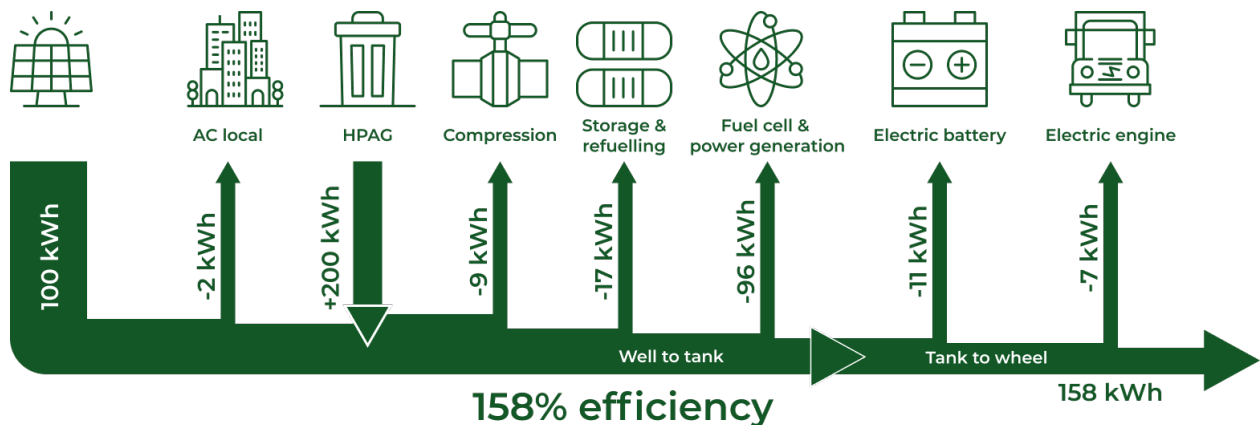 AC local
HPAG
Compression
Storage &
refuelling
Fuel cell &
power generation
Electric battery
Electric engine
100 kWh
-2 kWh
+200 kWh
-9 kWh
-17 kWh
-96 kWh
-11 kWh
-7 kWh
Well to tank
Tank to wheel
158 kWh
158% efficiency